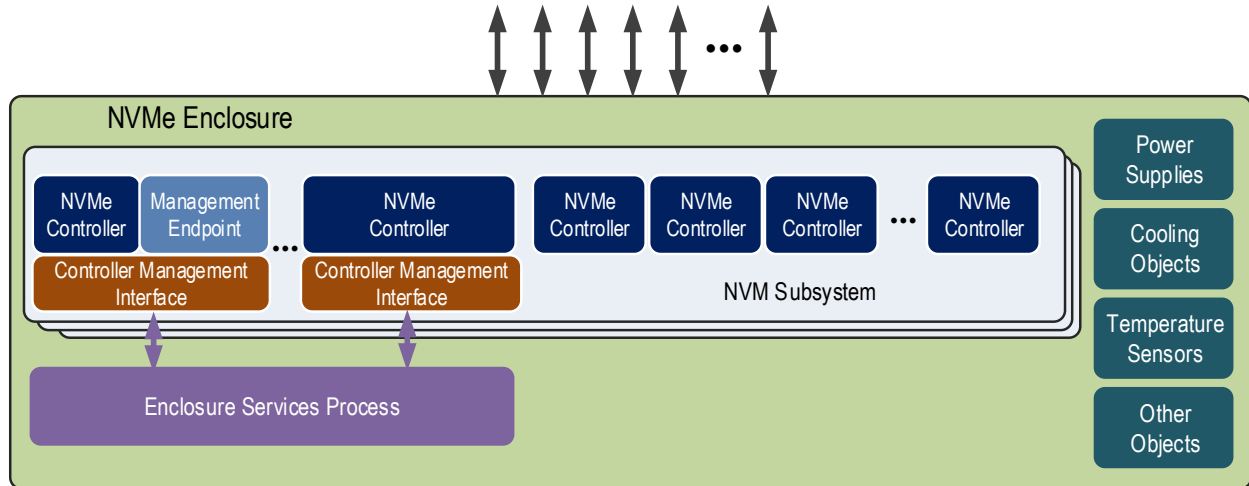 ...
NVMe Enclosure
NVMe
Controller
Management
Endpoint
...
NVMe
Controller
NVMe
Controller
NVMe
Controller
NVMe
Controller
...
NVMe
Controller
Controller Management
Interface
Controller Management
Interface
NVM Subsystem
Enclosure Services Process
Power
Supplies
Cooling
Objects
Temperature
Sensors
Other
Objects